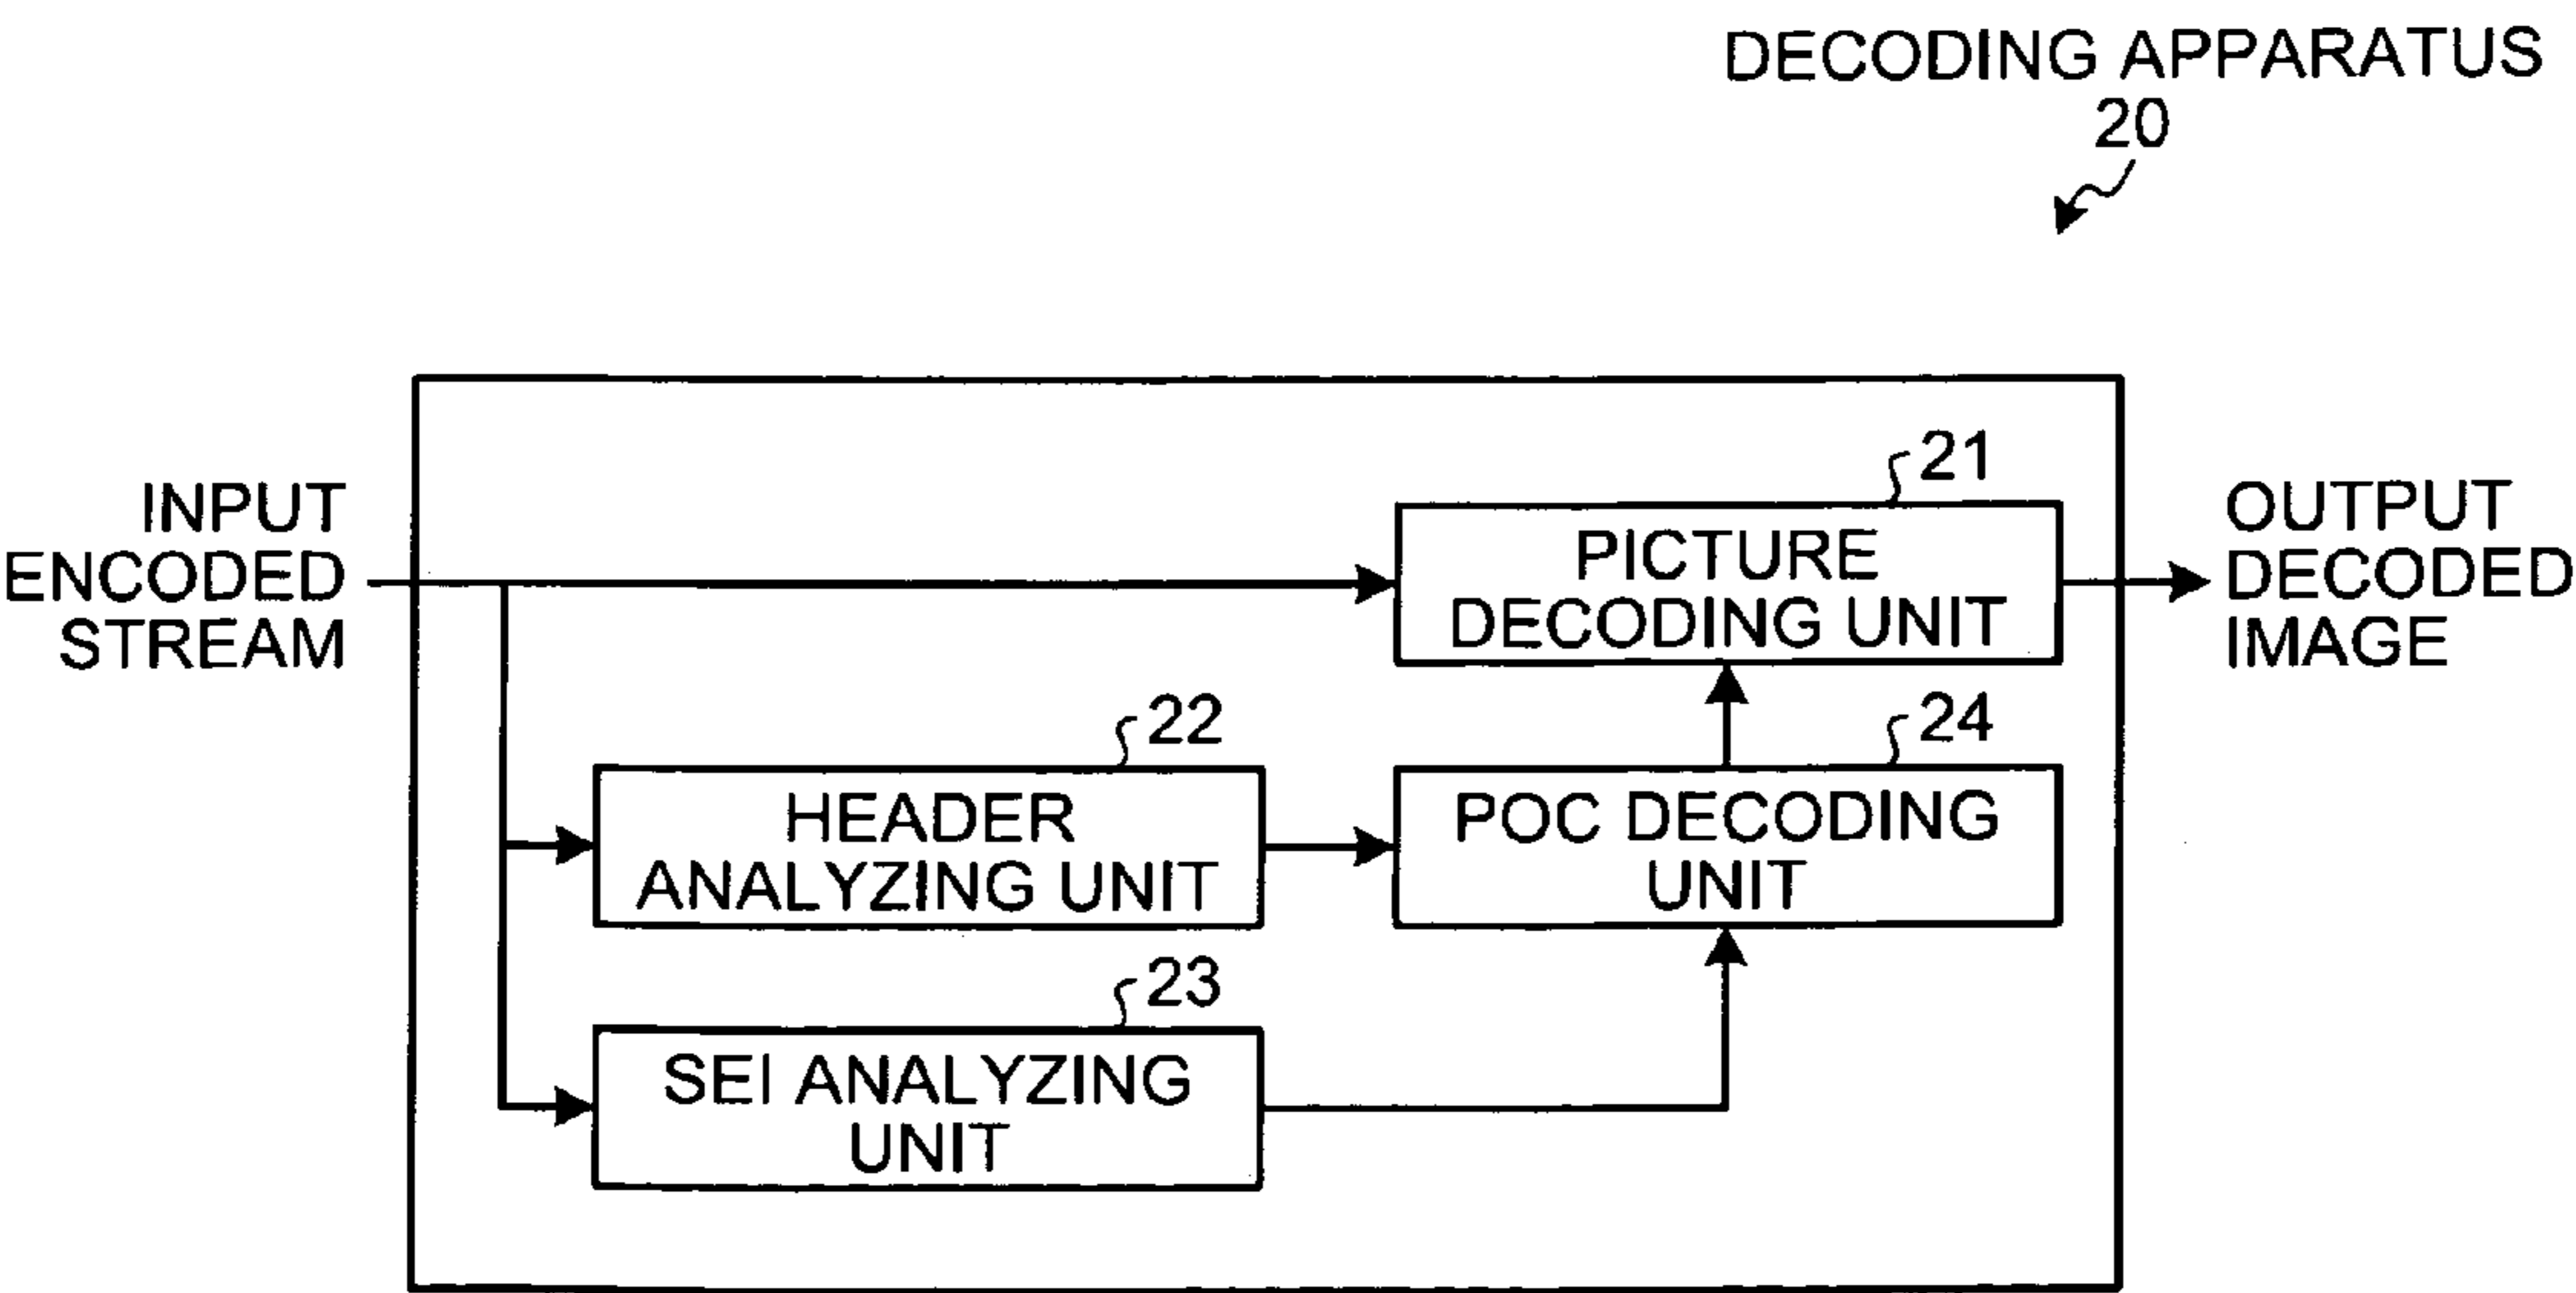 DECODING APPARATUS
20
INPUT
ENCODED
STREAM
21
PICTURE
DECODING UNIT
OUTPUT
DECODED
IMAGE
22
HEADER
ANALYZING UNIT
24
POC DECODING
UNIT
23
SEI ANALYZING
UNIT